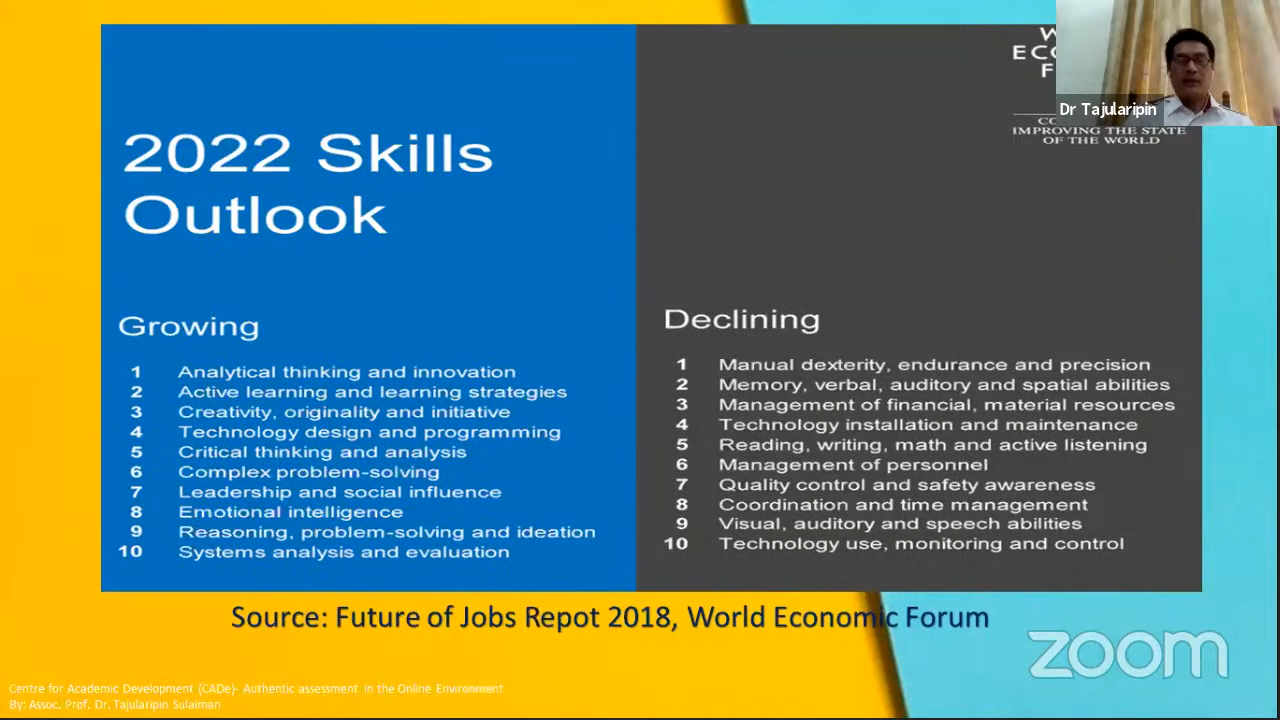 2022 Skills
Outlook
Growing
1 Analytical thinking and innovation
2 Active learning and learning strategies
3 Creativity, originality and initiative
4 Technology design and programming
5 Critical thinking and analysis
6 Complex problem-solving
7 Leadership and social influence
8 Emotional intelligence
9 Reasoning, problem-solving and ideation
10 Systems analysis and evaluation
Declining
1 Manual dexterity, endurance and precision
2 Memory, verbal, auditory and spatial abilities
3 Management of financial, material resources
4 Technology installation and maintenance
5 Reading, writing, math and active listening
6 Management of personnel
7 Quality control and safety awareness
8 Coordination and time management
9 Visual, auditory and speech abilities
10 Technology use, monitoring and control
IMPROVING THE STATE
OF THE WORLD
Dr Tajularipin
Source: Future of Jobs Repot 2018, World Economic Forum
zoom
Centre for Academic Development (CADe)- Authentic assessment in the Online Environment
By: Assoc. Prof. Dr. Tajularipin Sulaiman